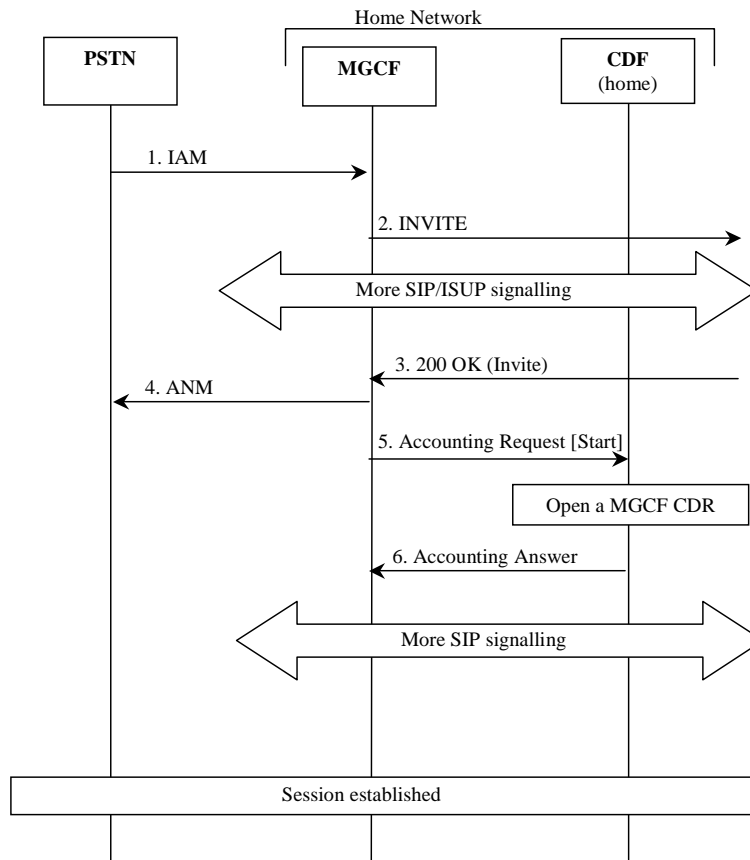 Home Network
PSTN
MGCF
CDF
(home)
1. IAM
2. INVITE
More SIP/ISUP signalling
3. 200 OK (Invite)
4. ANM
5. Accounting Request [Start]
Open a MGCF CDR
6. Accounting Answer
More SIP signalling
Session established